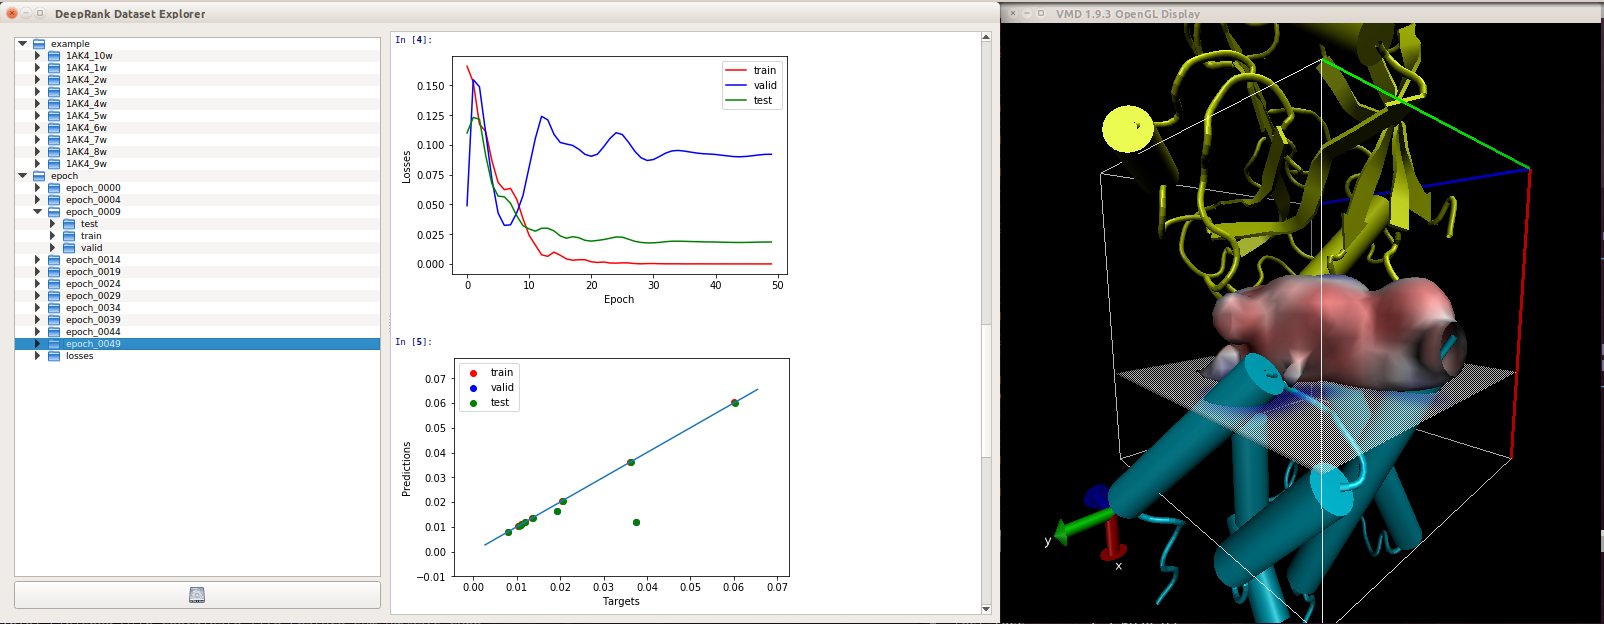 DeepRank Dataset Explorer
example
1AK4_10w
1AK4_1w
1AK4_2w
1AK4_3w
1AK4_4w
1AK4_5w
1AK4_6w
1AK4_7w
1AK4_8w
1AK4_9w
epoch
epoch_0000
epoch_0004
epoch_0009
test
train
valid
epoch_0014
epoch_0019
epoch_0024
epoch_0029
epoch_0034
epoch_0039
epoch_0044
epoch_0049
losses
In [4]:
train
valid
test
0.150
0.125
0.100
0.075
0.050
0.025
0.000
Losses
0 10 20 30 40 50
Epoch
In [5]:
train
valid
test
0.07
0.06
0.05
0.04
0.03
0.02
0.01
0.00
−0.01
Predictions
0.00 0.01 0.02 0.03 0.04 0.05 0.06 0.07
Targets
VMD 1.9.3 OpenGL Display
y
x